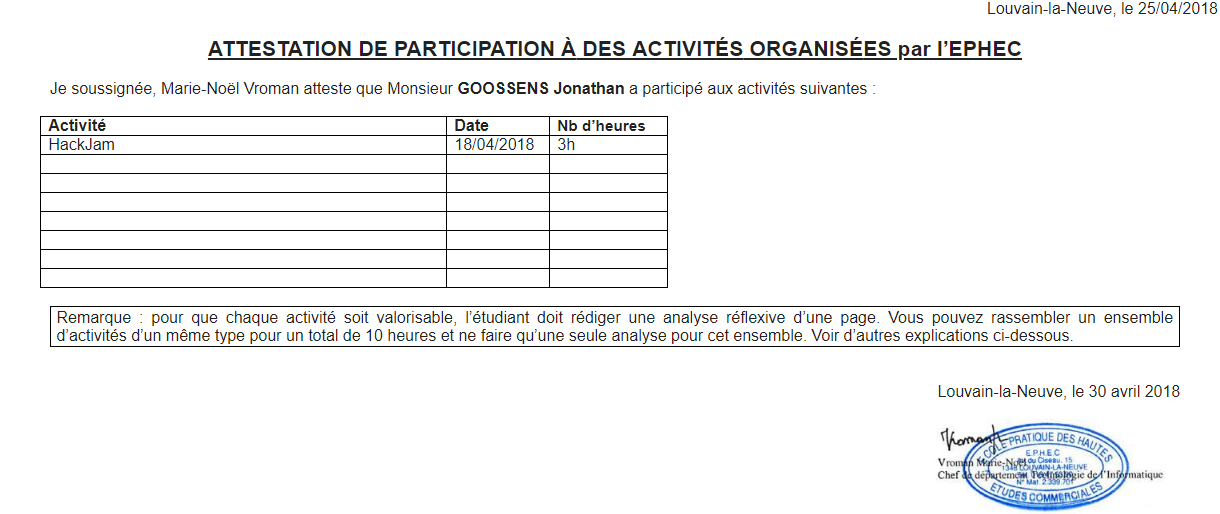 Louvain-la-Neuve, le 25/04/2018
ATTESTATION DE PARTICIPATION À DES ACTIVITÉS ORGANISÉES par l’EPHEC
Je soussignée, Marie-Noël Vroman atteste que Monsieur GOOSSENS Jonathan a participé aux activités suivantes :
Activité Date Nb d’heures
HackJam 18/04/2018 3h
Remarque : pour que chaque activité soit valorisable, l’étudiant doit rédiger une analyse réflexive d’une page. Vous pouvez rassembler un ensemble
d’activités d’un même type pour un total de 10 heures et ne faire qu’une seule analyse pour cet ensemble. Voir d’autres explications ci-dessous.
Louvain-la-Neuve, le 30 avril 2018
Vroman
ECOLE PRATIQUE DES HAUTES
E.P.H.E.C
du Ciseau, 15
Vroman Marie-Noël
1348 LOUVAIN-LA-NEUVE
Chef de département Technologie de l’Informatique
N° Mat. 2.339.701
ETUDES COMMERCIALES